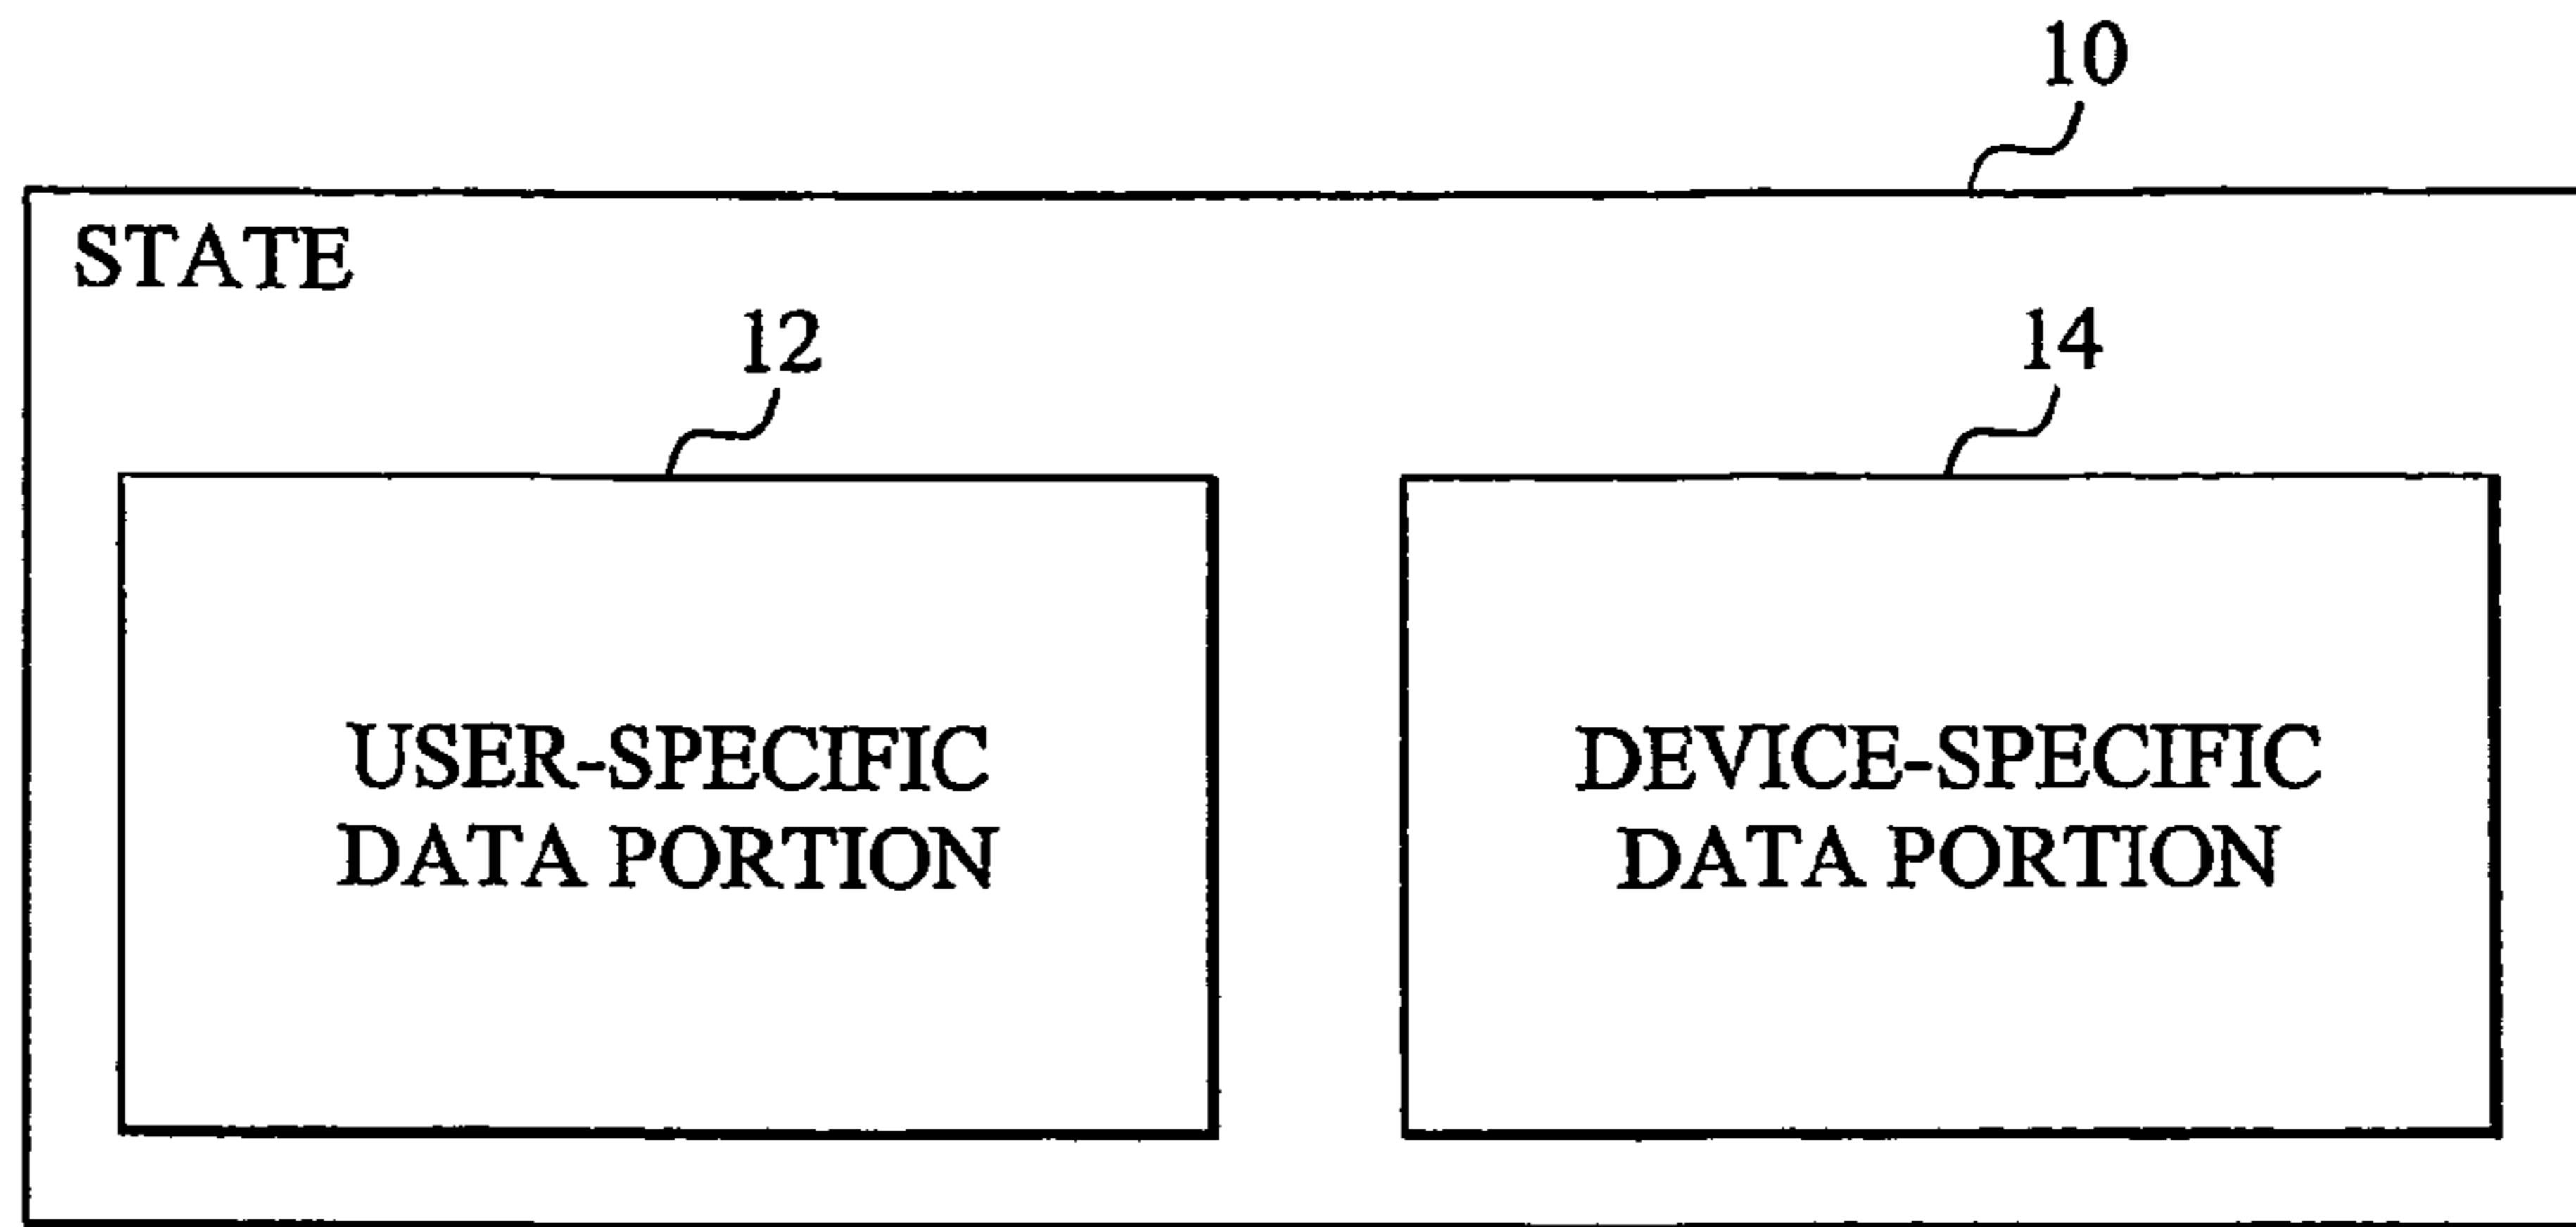 10
STATE
12
14
USER-SPECIFIC
DATA PORTION
DEVICE-SPECIFIC
DATA PORTION